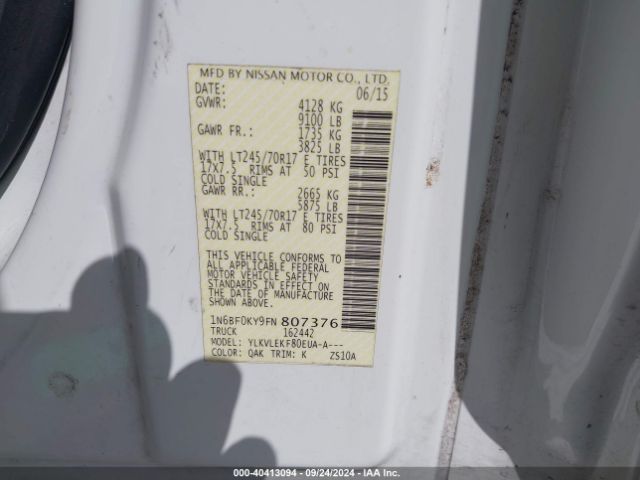 MFD BY NISSAN MOTOR CO., LTD.
DATE: 06/15
GVWR: 4128 KG
9100 LB
GAWR FR.: 1735 KG
3825 LB
WITH LT245/70R17 E TIRES
17X7.5 RIMS AT 50 PSI
COLD SINGLE
GAWR RR.: 2665 KG
5875 LB
WITH LT245/70R17 E TIRES
17X7.5 RIMS AT 80 PSI
COLD SINGLE
THIS VEHICLE CONFORMS TO
ALL APPLICABLE FEDERAL
MOTOR VEHICLE SAFETY
STANDARDS IN EFFECT ON
THE DATE OF MANUFACTURE
SHOWN ABOVE.
1N6BF0KY9FN 807376
TRUCK 162442
MODEL: YLKVLEKF80EUA-A---
COLOR: QAK TRIM: K ZS10A
000-40413094 - 09/24/2024 - IAA Inc.